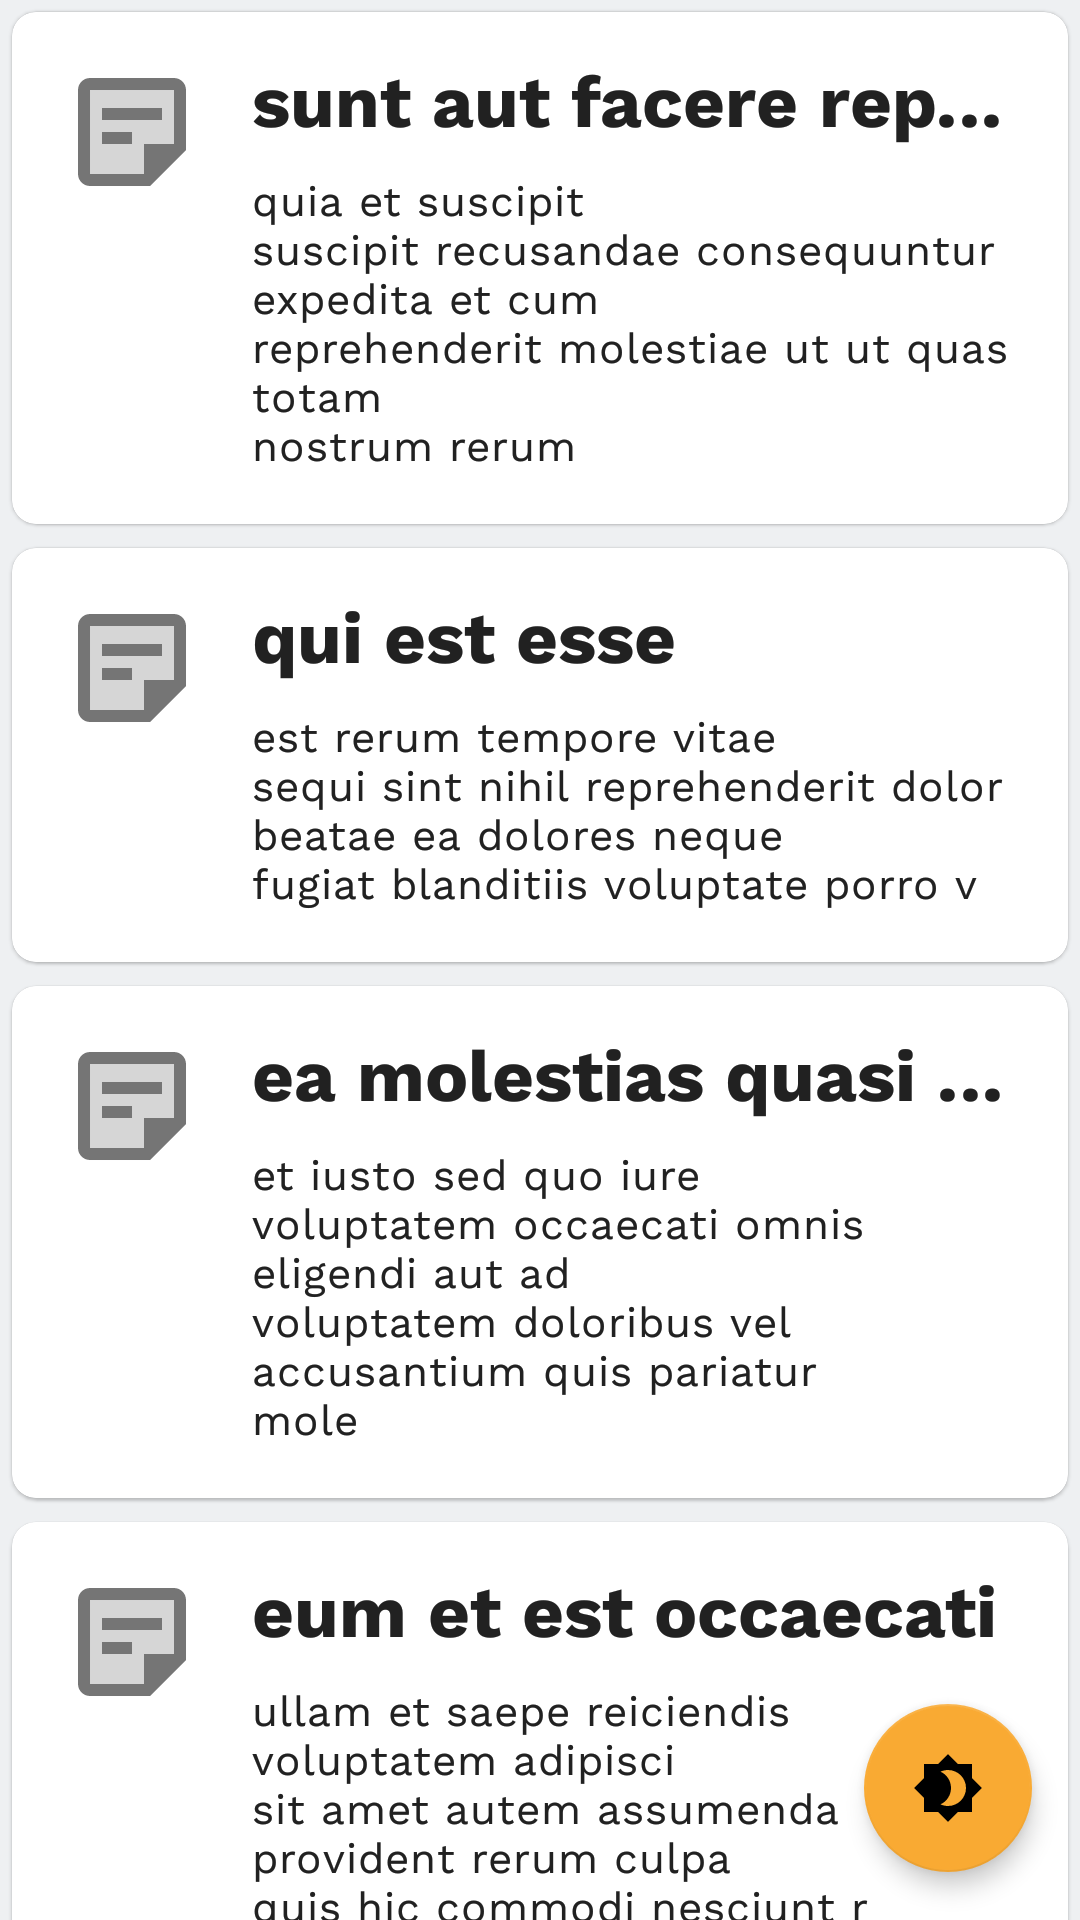 sunt aut facere rep...
quia et suscipit
suscipit recusandae consequuntur
expedita et cum
reprehenderit molestiae ut ut quas
totam
nostrum rerum
qui est esse
est rerum tempore vitae
sequi sint nihil reprehenderit dolor
beatae ea dolores neque
fugiat blanditiis voluptate porro v
ea molestias quasi ...
et iusto sed quo iure
voluptatem occaecati omnis
eligendi aut ad
voluptatem doloribus vel
accusantium quis pariatur
mole
eum et est occaecati
ullam et saepe reiciendis
voluptatem adipisci
sit amet autem assumenda
provident rerum culpa
quis hic commodi nesciunt r